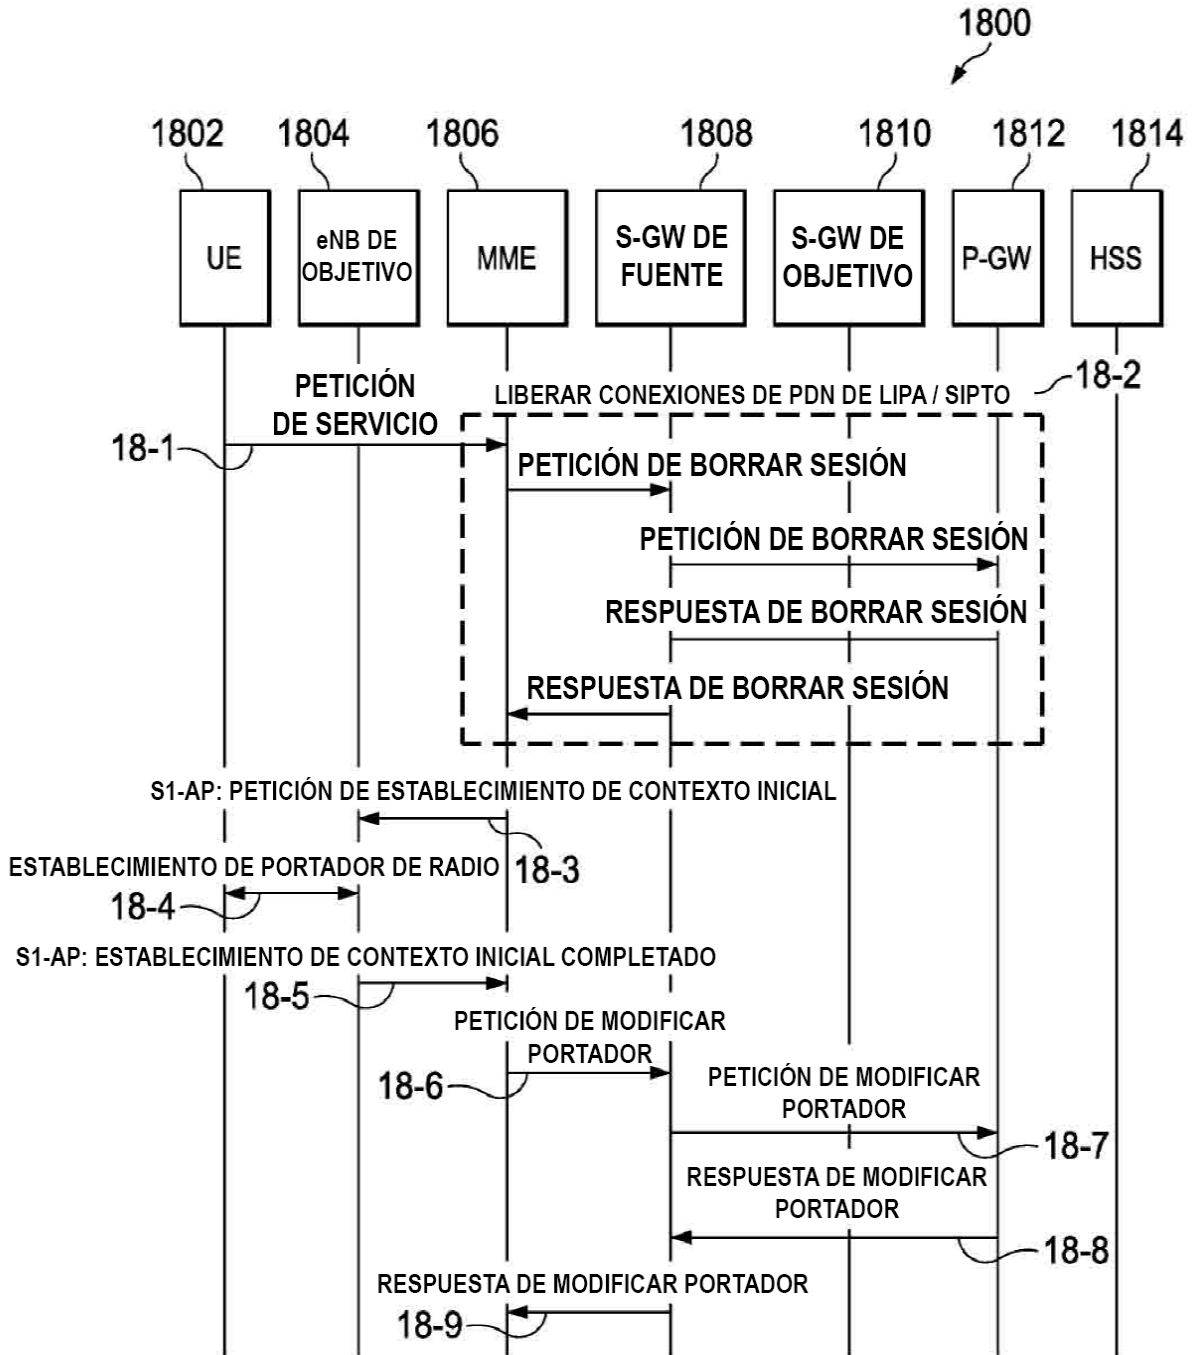 1800
1802
1804
1806
1808
1810
1812
1814
UE
eNB DE
OBJETIVO
MME
S-GW DE
FUENTE
S-GW DE
OBJETIVO
P-GW
HSS
PETICIÓN
DE SERVICIO
18-1
LIBERAR CONEXIONES DE PDN DE LIPA / SIPTO
18-2
PETICIÓN DE BORRAR SESIÓN
PETICIÓN DE BORRAR SESIÓN
RESPUESTA DE BORRAR SESIÓN
RESPUESTA DE BORRAR SESIÓN
S1-AP: PETICIÓN DE ESTABLECIMIENTO DE CONTEXTO INICIAL
18-3
ESTABLECIMIENTO DE PORTADOR DE RADIO
18-4
S1-AP: ESTABLECIMIENTO DE CONTEXTO INICIAL COMPLETADO
18-5
PETICIÓN DE MODIFICAR
PORTADOR
18-6
PETICIÓN DE MODIFICAR
PORTADOR
18-7
RESPUESTA DE MODIFICAR
PORTADOR
18-8
RESPUESTA DE MODIFICAR PORTADOR
18-9